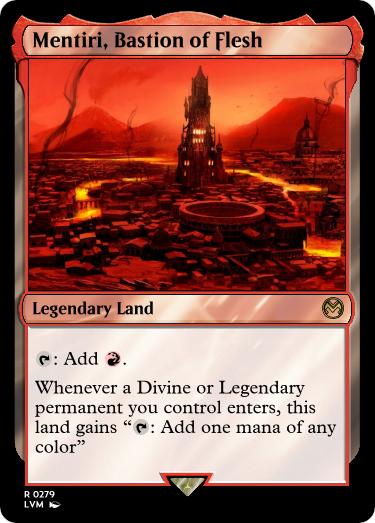 Mentiri, Bastion of Flesh
Legendary Land
: Add .
Whenever a Divine or Legendary
permanent you control enters, this
land gains “: Add one mana of any
color”
R 0279
LVM